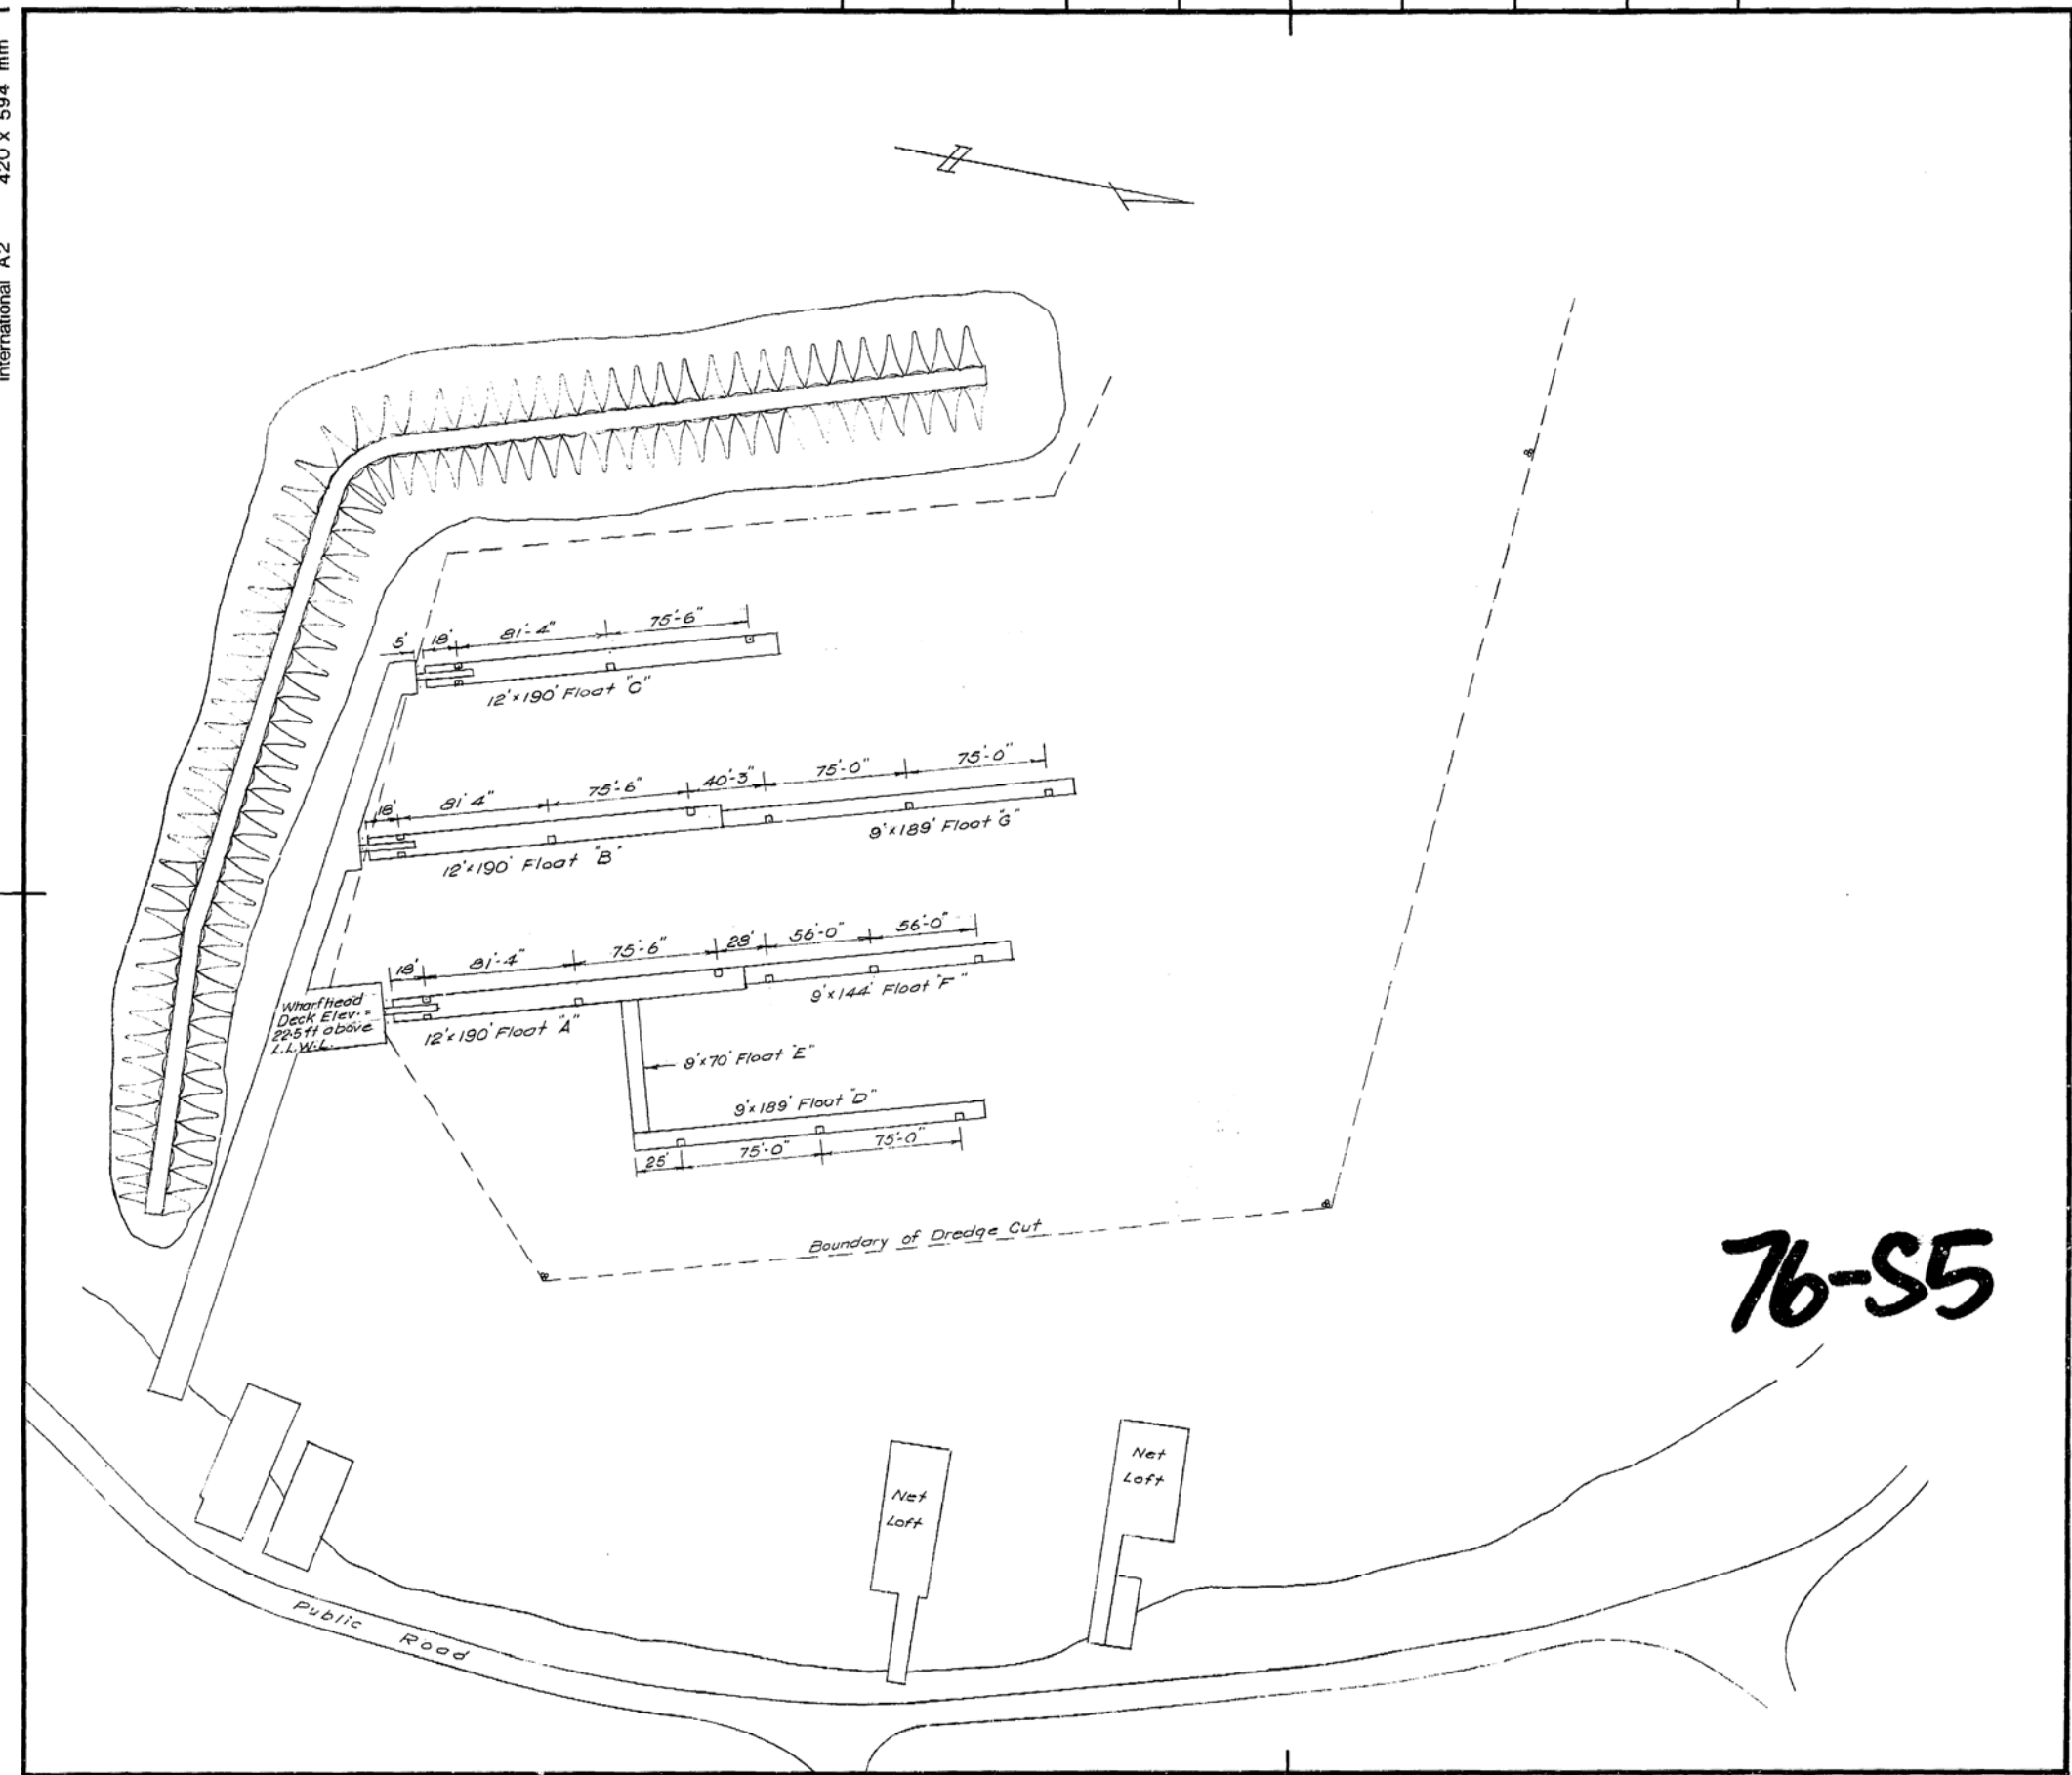 International A2 420 x 594 mm
5'
18'
81'-4"
75'-6"
12'x190' Float "C"
18'
81'4"
75'-6"
40'-3"
75'-0"
75'-0"
12'x190' Float "B"
9'x189' Float "G"
18'
81'-4"
75'-6"
28'
56'-0"
56'-0"
9'x144' Float "F"
12'x190' Float "A"
Wharfhead
Deck Elev. =
22.5 ft above
L.L.W.L.
9'x70' Float "E"
9'x189' Float "D"
25'
75'-0"
75'-0"
Boundary of Dredge Cut
76-S5
Net
Loft
Net
Loft
Public Road